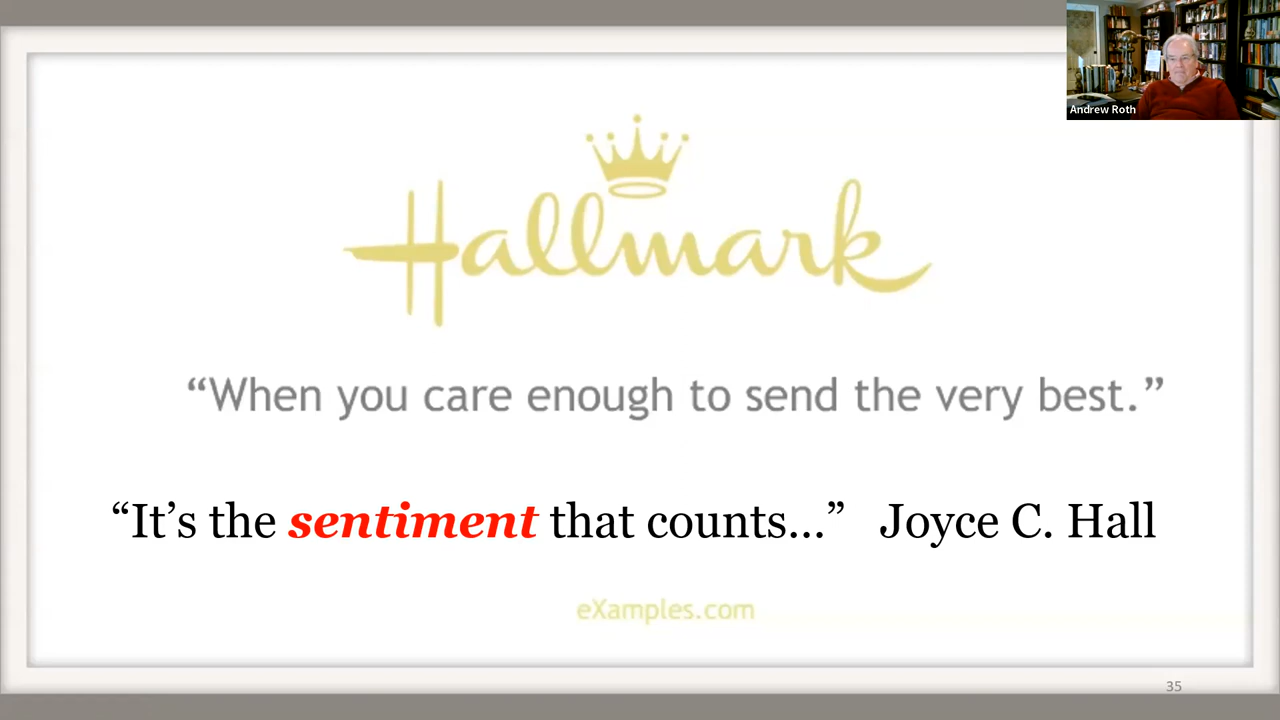 Andrew Roth
Hallmark
“When you care enough to send the very best.”
“It’s the sentiment that counts...” Joyce C. Hall
eXamples.com
35